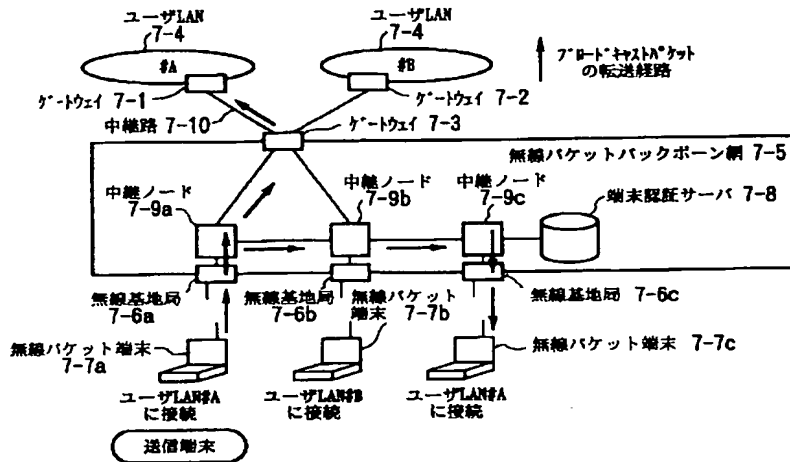 ユーザLAN
7-4
#A
ユーザLAN
7-4
#B
ブロードキャストパケット
の転送経路
ゲートウェイ 7-1
ゲートウェイ 7-2
中継路 7-10
ゲートウェイ 7-3
無線パケットバックボーン網 7-5
中継ノード
7-9a
中継ノード
7-9b
中継ノード
7-9c
端末認証サーバ 7-8
無線基地局
7-6a
無線基地局
7-6b
無線パケット
端末 7-7b
無線基地局
7-6c
無線パケット端末
7-7a
無線パケット端末 7-7c
ユーザLAN#A
に接続
ユーザLAN#B
に接続
ユーザLAN#A
に接続
送信端末